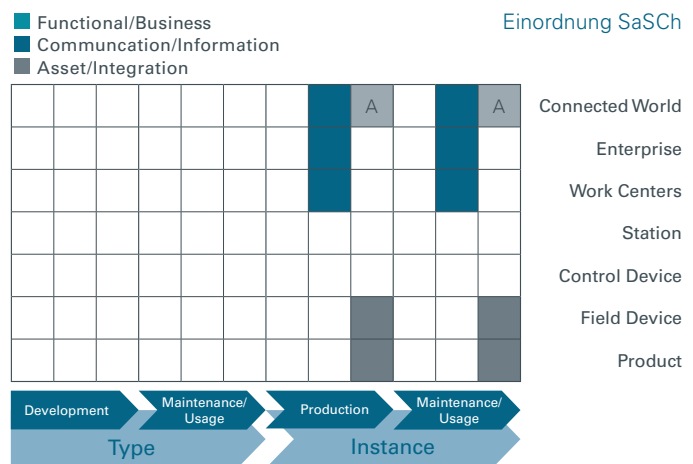 Functional/Business
Communcation/Information
Asset/Integration
Einordnung SaSCh
A
A
Connected World
Enterprise
Work Centers
Station
Control Device
Field Device
Product
Development
Maintenance/
Usage
Production
Maintenance/
Usage
Type
Instance